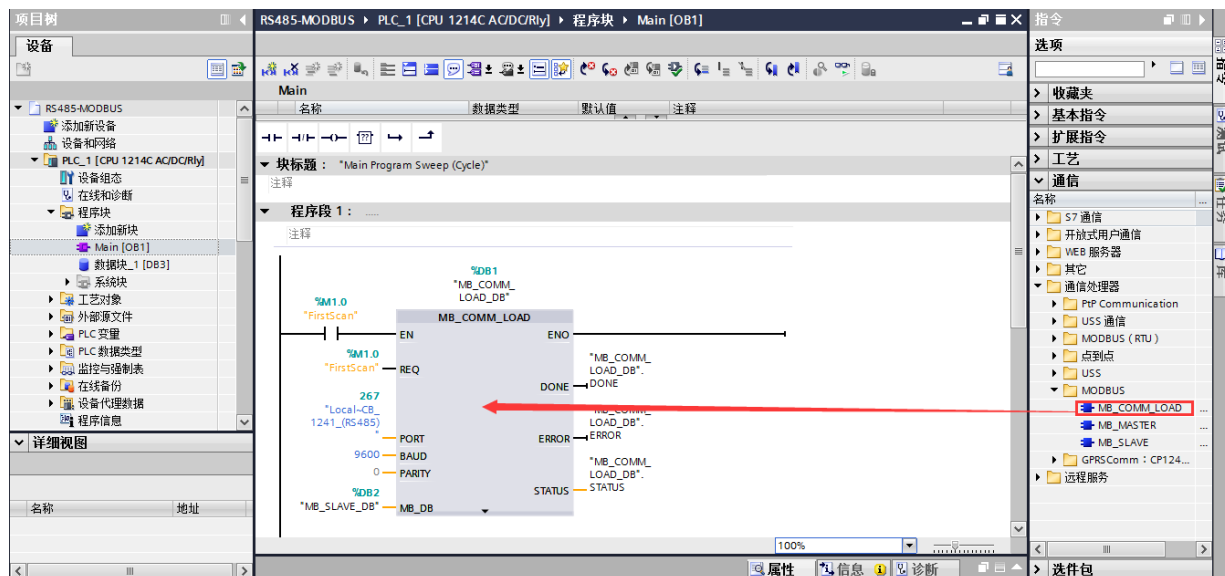 项目树
RS485-MODBUS ▸ PLC_1 [CPU 1214C AC/DC/Rly] ▸ 程序块 ▸ Main [OB1]
指令
设备
选项
Main
名称 数据类型 默认值 注释
RS485-MODBUS
添加新设备
设备和网络
PLC_1 [CPU 1214C AC/DC/Rly]
设备组态
在线和诊断
程序块
添加新块
Main [OB1]
数据块_1 [DB3]
系统块
工艺对象
外部源文件
PLC 变量
PLC 数据类型
监控与强制表
在线备份
设备代理数据
程序信息
详细视图
名称 地址
块标题： "Main Program Sweep (Cycle)"
注释
程序段 1： .....
注释
%DB1
"MB_COMM_
LOAD_DB"
%M1.0
"FirstScan"
MB_COMM_LOAD
EN ENO
%M1.0
"FirstScan"
REQ
"MB_COMM_
LOAD_DB".
DONE
DONE
267
"Local~CB_
1241_(RS485)
"
PORT
"MB_COMM_
LOAD_DB".
ERROR
ERROR
9600
BAUD
0
PARITY
"MB_COMM_
LOAD_DB".
STATUS
STATUS
%DB2
"MB_SLAVE_DB"
MB_DB
100%
属性 信息 诊断
收藏夹
基本指令
扩展指令
工艺
通信
名称 ...
S7 通信
开放式用户通信
WEB 服务器
其它
通信处理器
PtP Communication
USS 通信
MODBUS（RTU）
点到点
USS
MODBUS
MB_COMM_LOAD ...
MB_MASTER ...
MB_SLAVE ...
GPRSComm：CP124...
远程服务
选件包